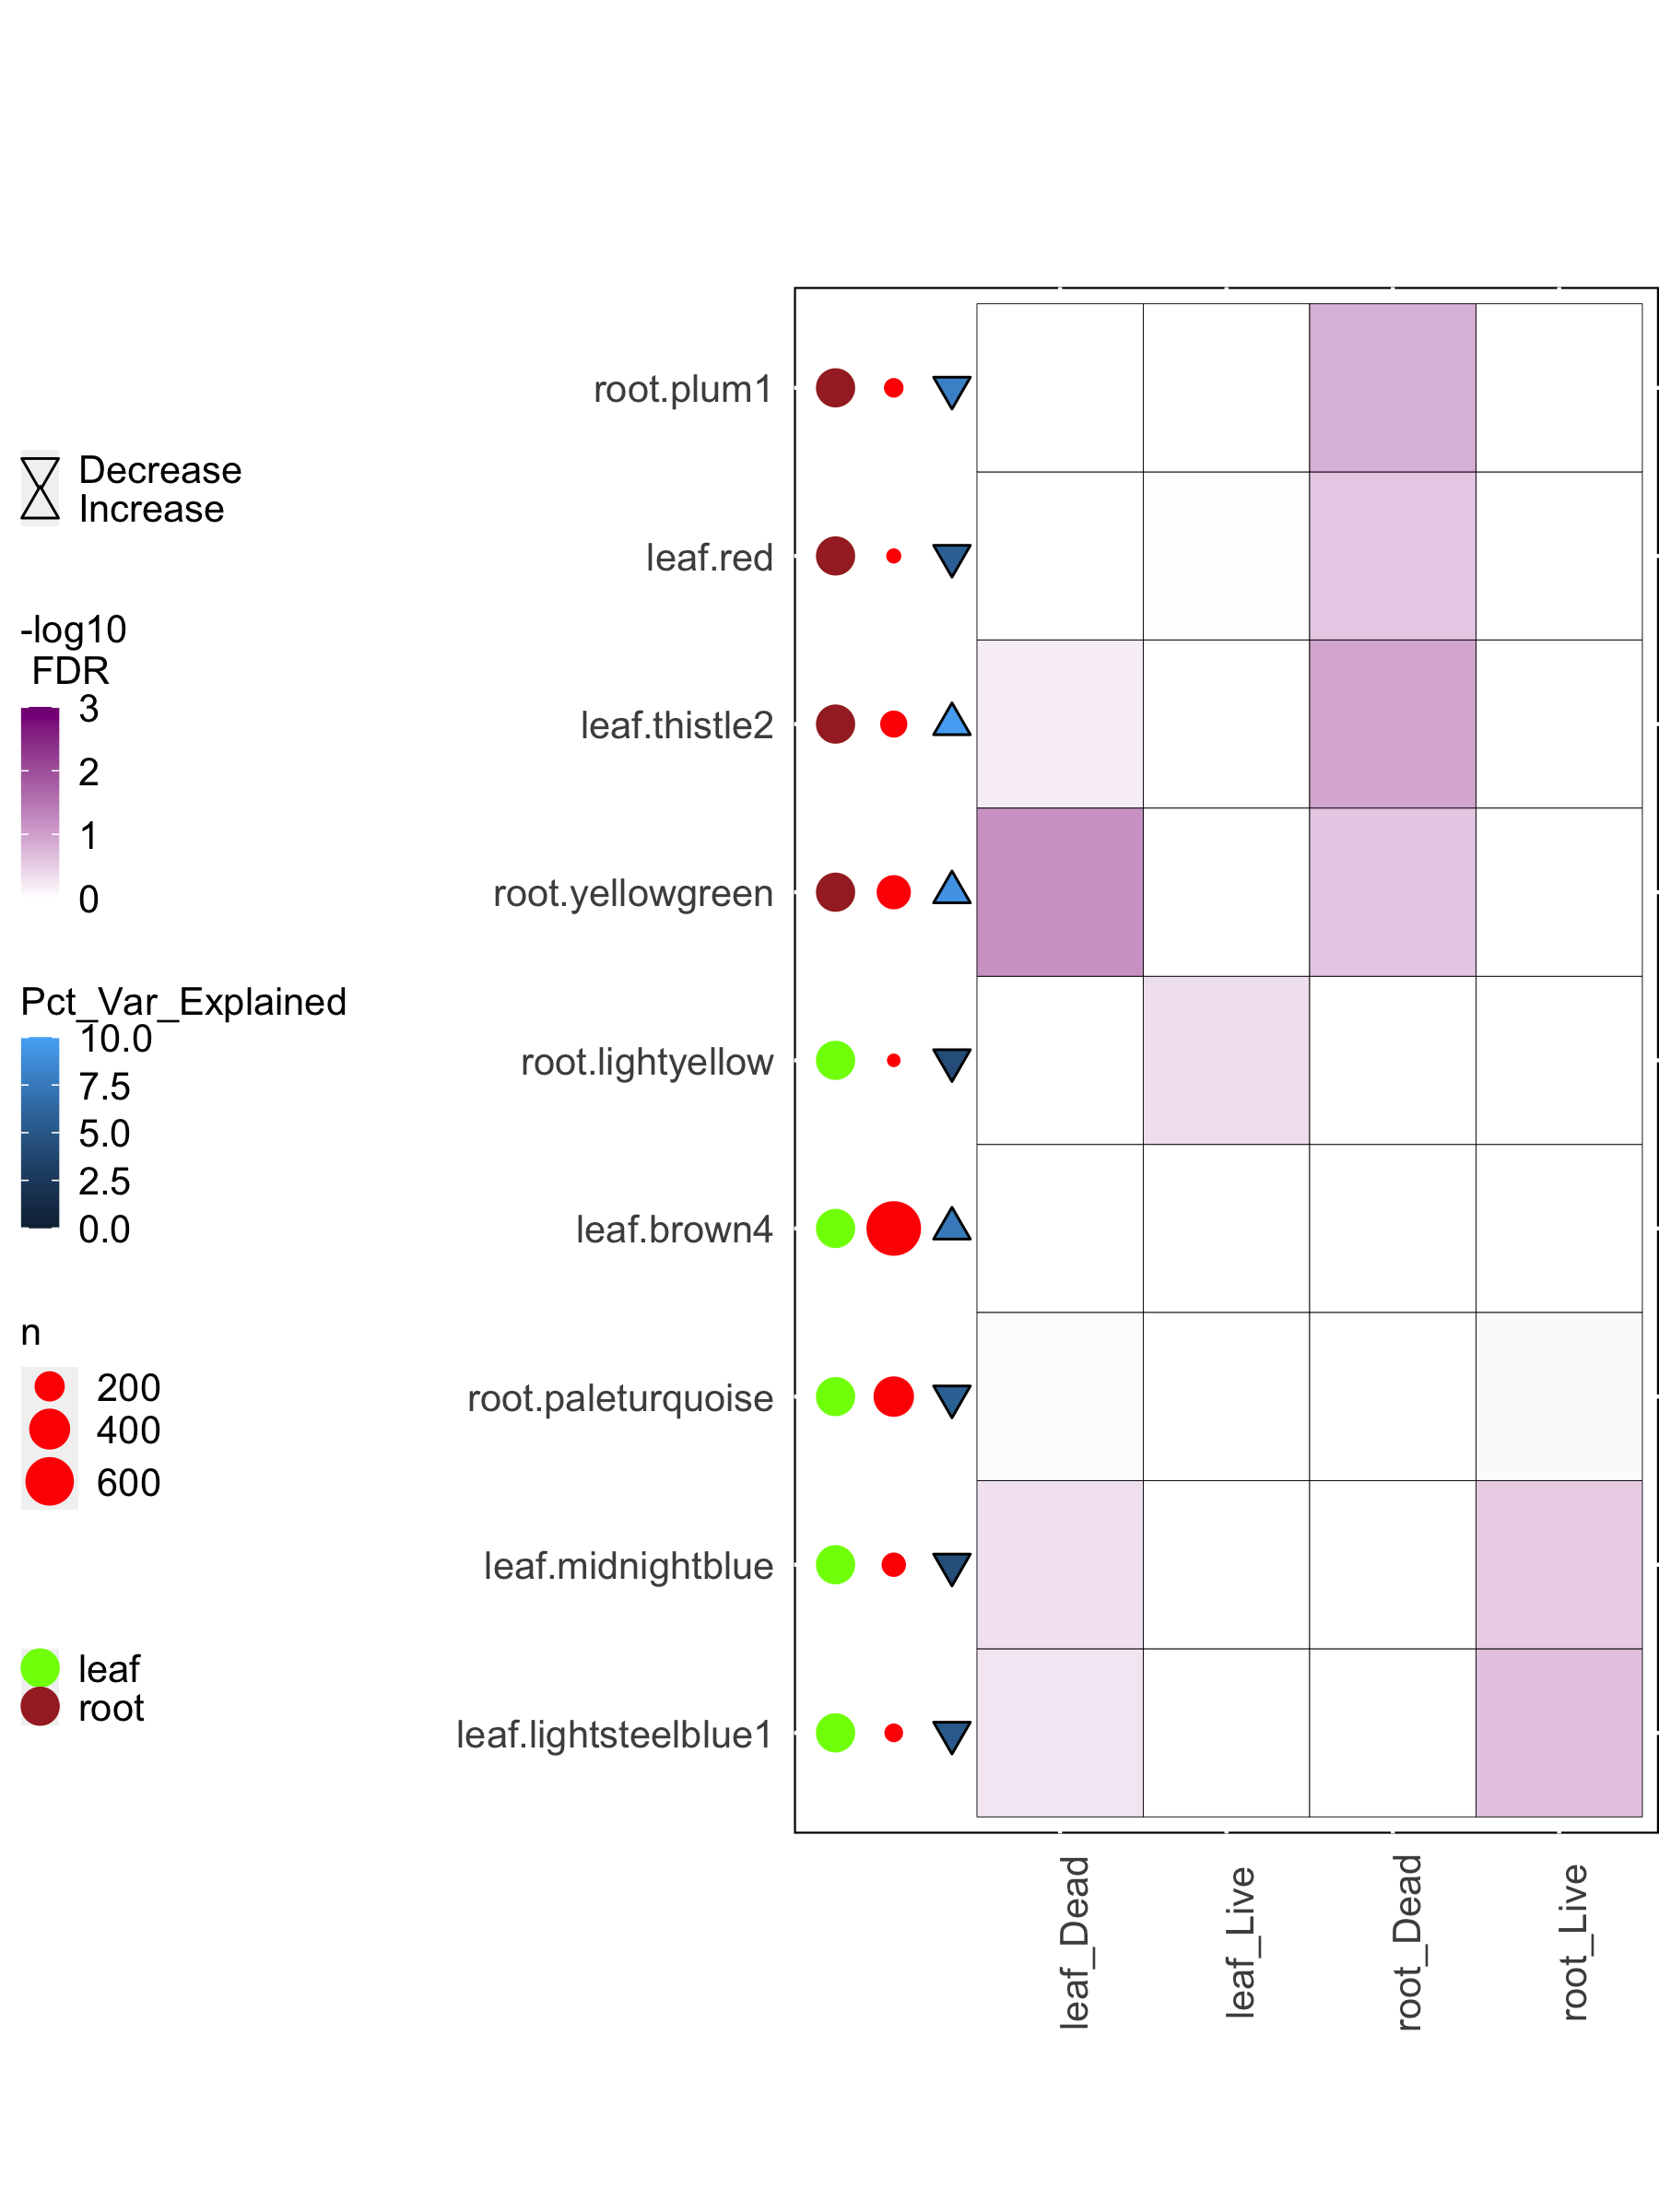 Decrease
Increase
-log10
FDR
3
2
1
0
Pct_Var_Explained
10.0
7.5
5.0
2.5
0.0
n
200
400
600
leaf
root
root.plum1
leaf.red
leaf.thistle2
root.yellowgreen
root.lightyellow
leaf.brown4
root.paleturquoise
leaf.midnightblue
leaf.lightsteelblue1
leaf_Dead
leaf_Live
root_Dead
root_Live